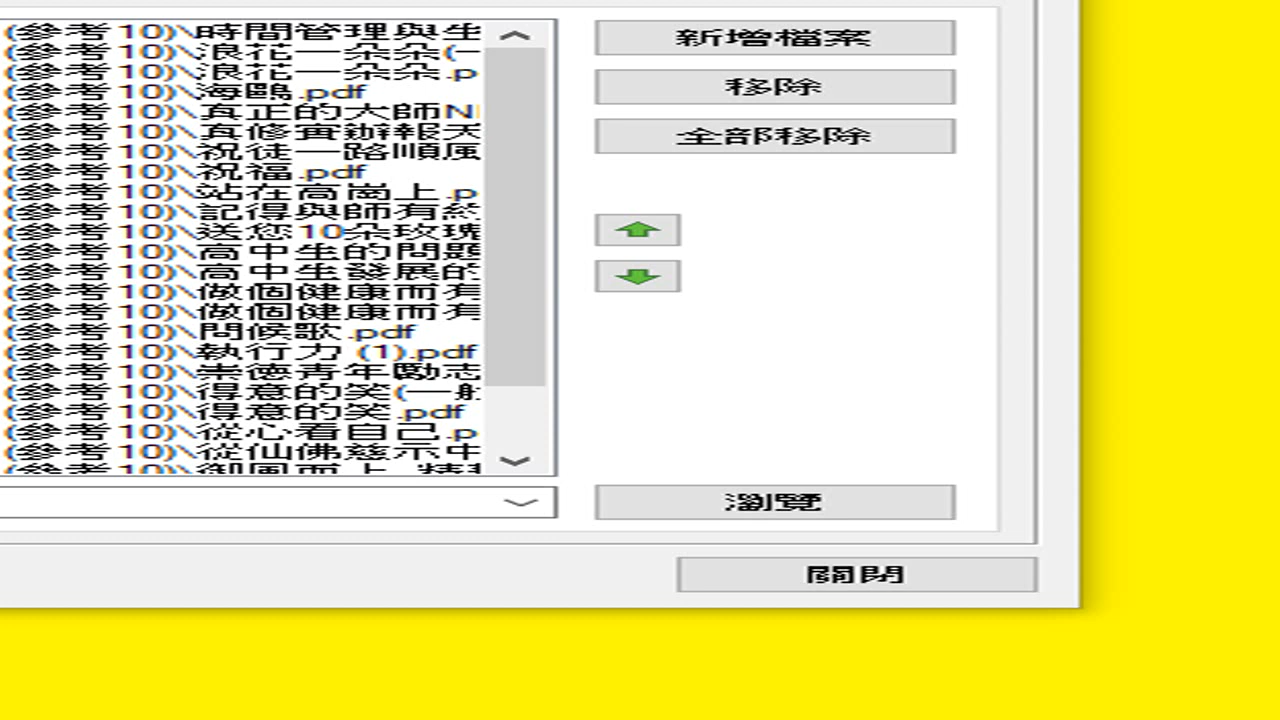 (參考10)\時間管理與生
(參考10)\浪花一朵朵(一
(參考10)\浪花一朵朵.p
(參考10)\海鷗.pdf
(參考10)\真正的大師N
(參考10)\真修實辦報天
(參考10)\祝徒一路順風
(參考10)\祝福.pdf
(參考10)\站在高崗上.p
(參考10)\記得與師有
(參考10)\送您10朵玫瑰
(參考10)\高中生的問題
(參考10)\高中生發展的
(參考10)\做個健康而有
(參考10)\做個健康而有
(參考10)\問候歌.pdf
(參考10)\執行力 (1).pdf
(參考10)\崇德青年勵志
(參考10)\得意的笑(一
(參考10)\得意的笑.pdf
(參考10)\從心看自己.p
(參考10)\從仙佛慈示中
(參考10)\御風而上
新增檔案
移除
全部移除
瀏覽
關閉